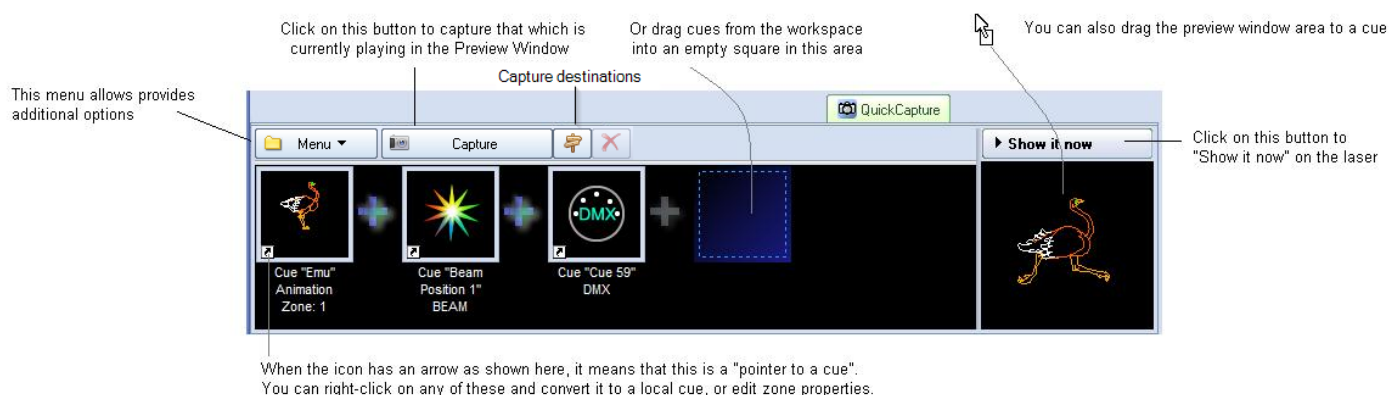 Click on this button to capture that which is
currently playing in the Preview Window
Or drag cues from the workspace
into an empty square in this area
You can also drag the preview window area to a cue
Capture destinations
This menu allows provides
additional options
QuickCapture
Menu
Capture
Show it now
Click on this button to
"Show it now" on the laser
DMX
Cue "Emu"
Animation
Zone: 1
Cue "Beam
Position 1"
BEAM
Cue "Cue 59"
DMX
When the icon has an arrow as shown here, it means that this is a "pointer to a cue".
You can right-click on any of these and convert it to a local cue, or edit zone properties.